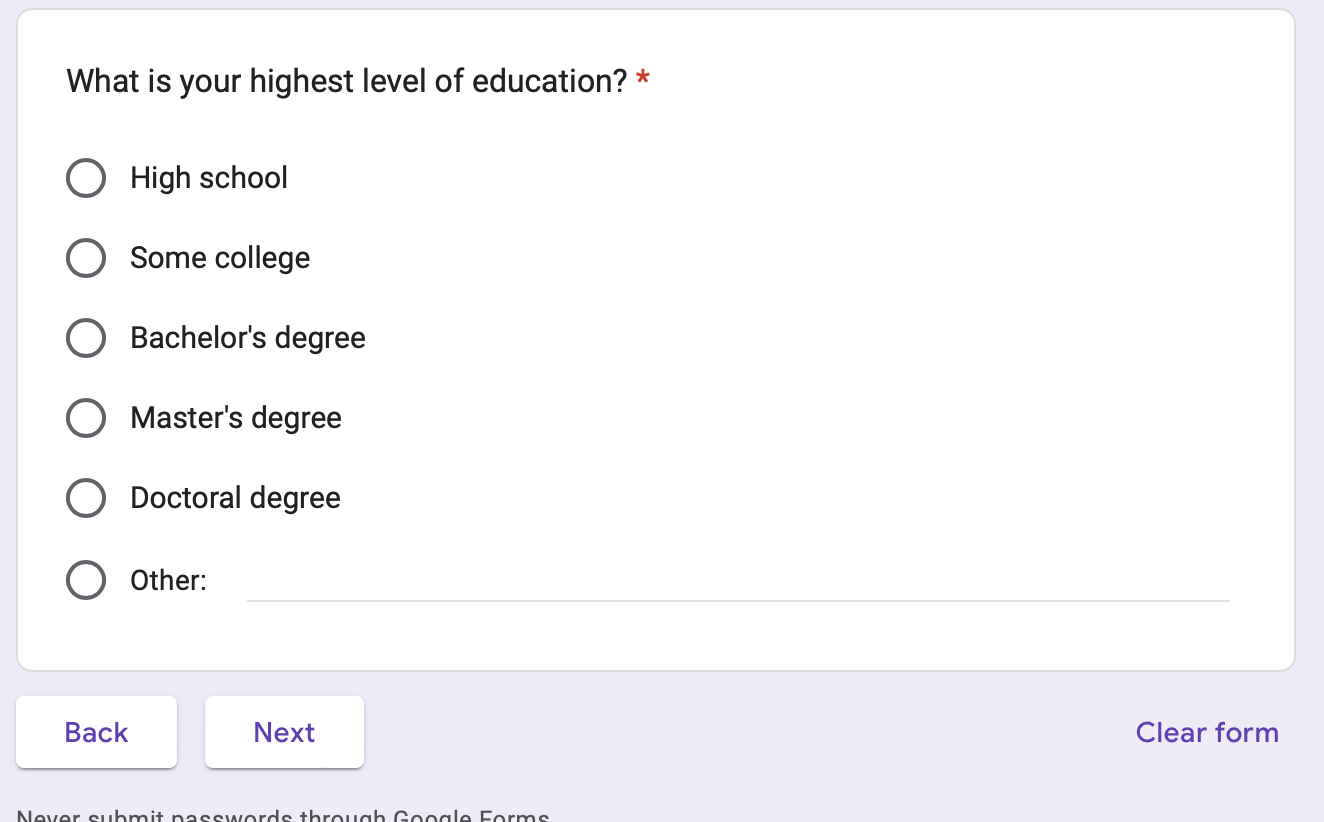 What is your highest level of education? *
High school
Some college
Bachelor's degree
Master's degree
Doctoral degree
Other:
Back Next Clear form
Never submit passwords through Google Forms.